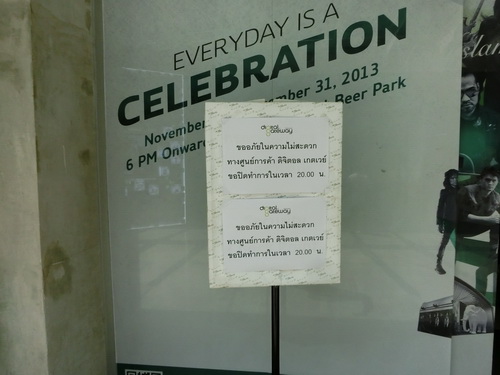 EVERYDAY IS A
CELEBRATION
November mber 31, 2013
6 PM Onwar Beer Park
digital gateway
ขออภัยในความไม่สะดวก
ทางศูนย์การค้า ดิจิตอล เกตเวย์
ขอปิดทำการในเวลา 20.00 น.
digital gateway
ขออภัยในความไม่สะดวก
ทางศูนย์การค้า ดิจิตอล เกตเวย์
ขอปิดทำการในเวลา 20.00 น.